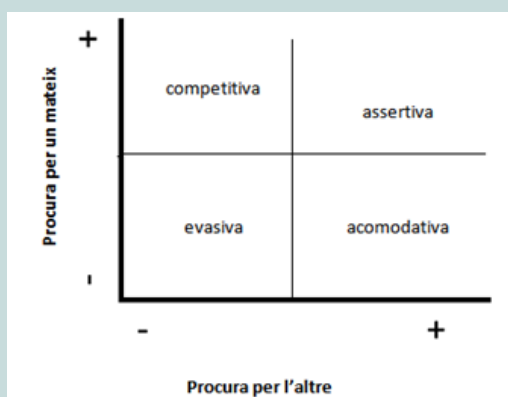 +
Procura per un mateix
competitiva
assertiva
evasiva
acomodativa
-
-
+
Procura per l'altre